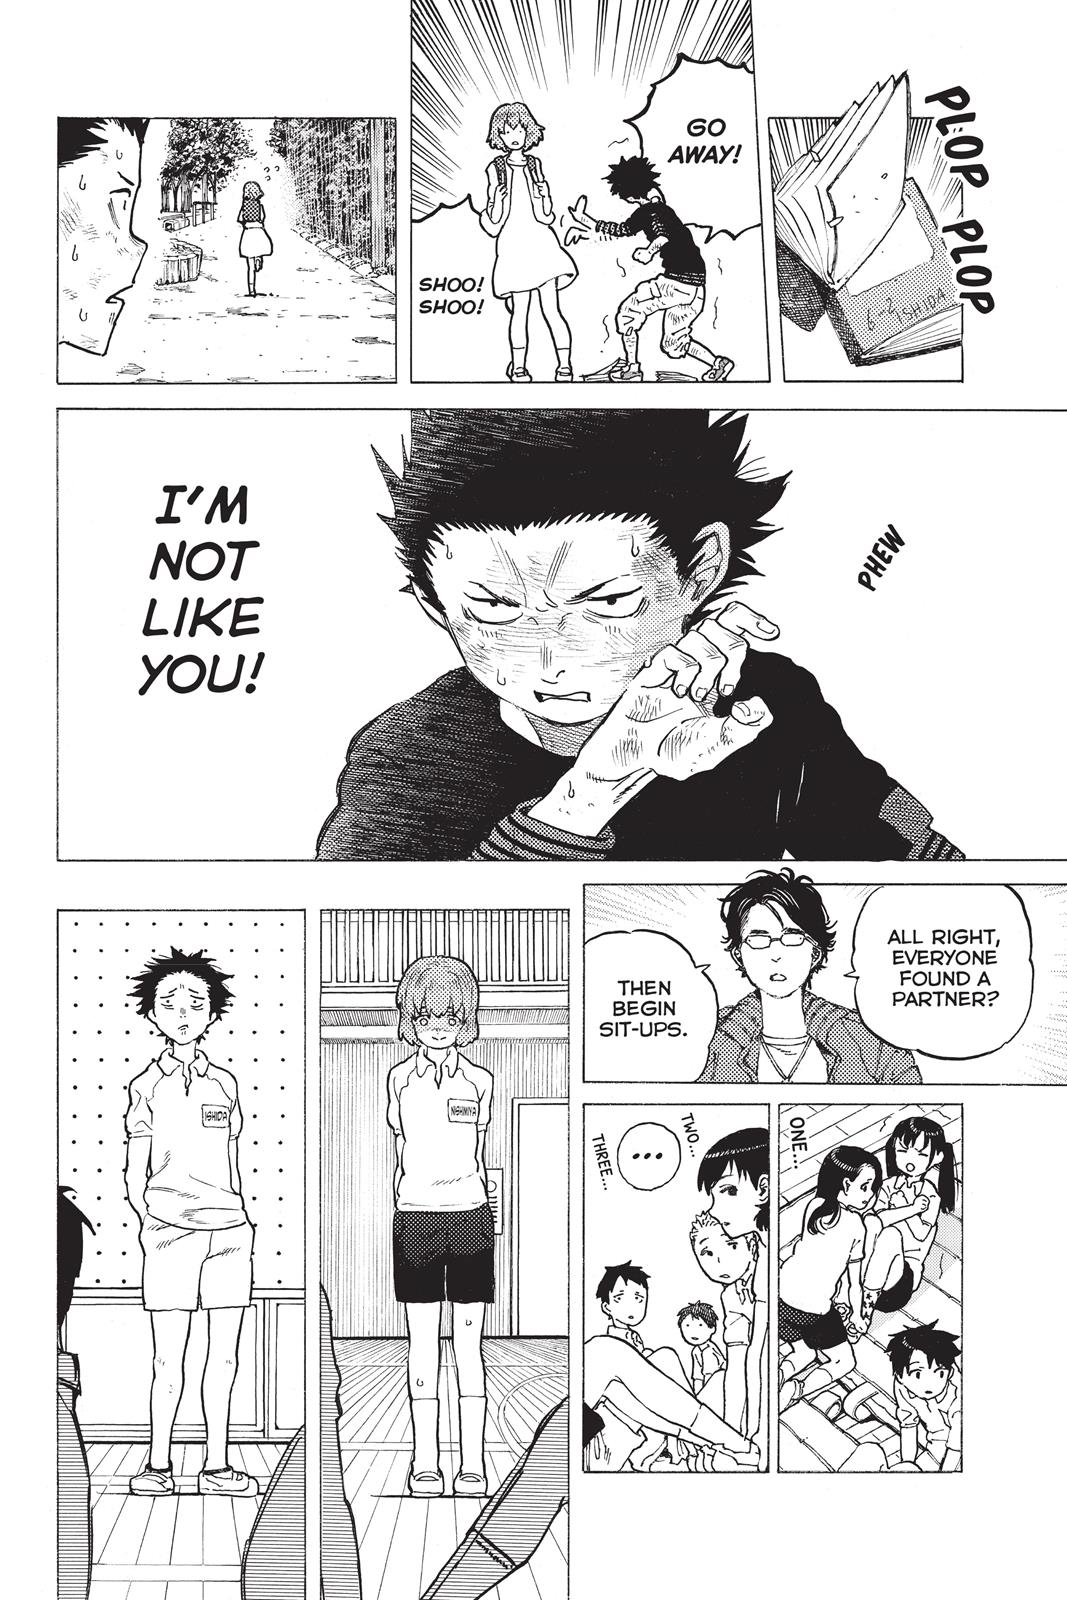 PLOP PLOP
6-2 ISHIDA
GO
AWAY!
SHOO!
SHOO!
PHEW
I'M
NOT
LIKE
YOU!
ALL RIGHT,
EVERYONE
FOUND A
PARTNER?
THEN
BEGIN
SIT-UPS.
ONE...
TWO...
...
THREE...
NISHIMIYA
ISHIDA